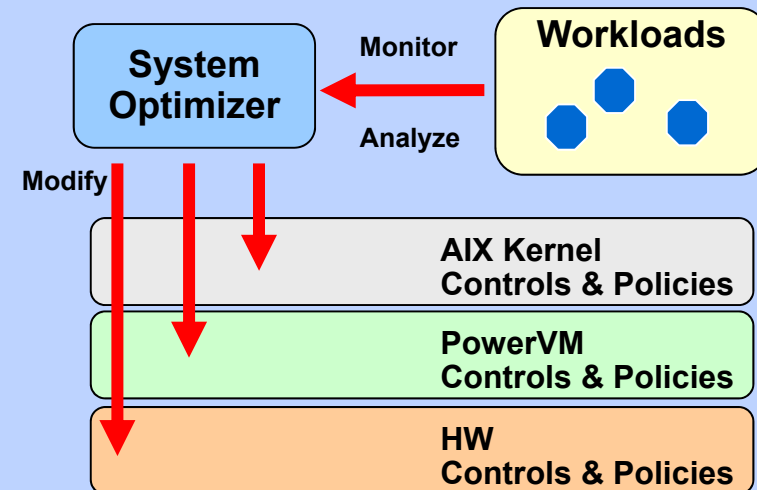 System
Optimizer
Monitor
Analyze
Workloads
Modify
AIX Kernel
Controls & Policies
PowerVM
Controls & Policies
HW
Controls & Policies